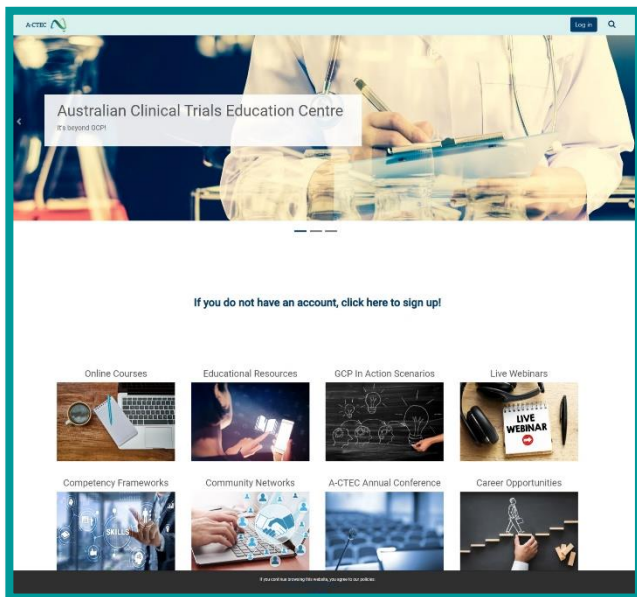 A-CTEC
Log in
Australian Clinical Trials Education Centre
It's beyond GCP!
If you do not have an account, click here to sign up!
Online Courses
Educational Resources
GCP In Action Scenarios
Live Webinars
LIVE
WEBINAR
Competency Frameworks
Community Networks
A-CTEC Annual Conference
Career Opportunities
SKILLS
If you continue browsing this website, you agree to our policies